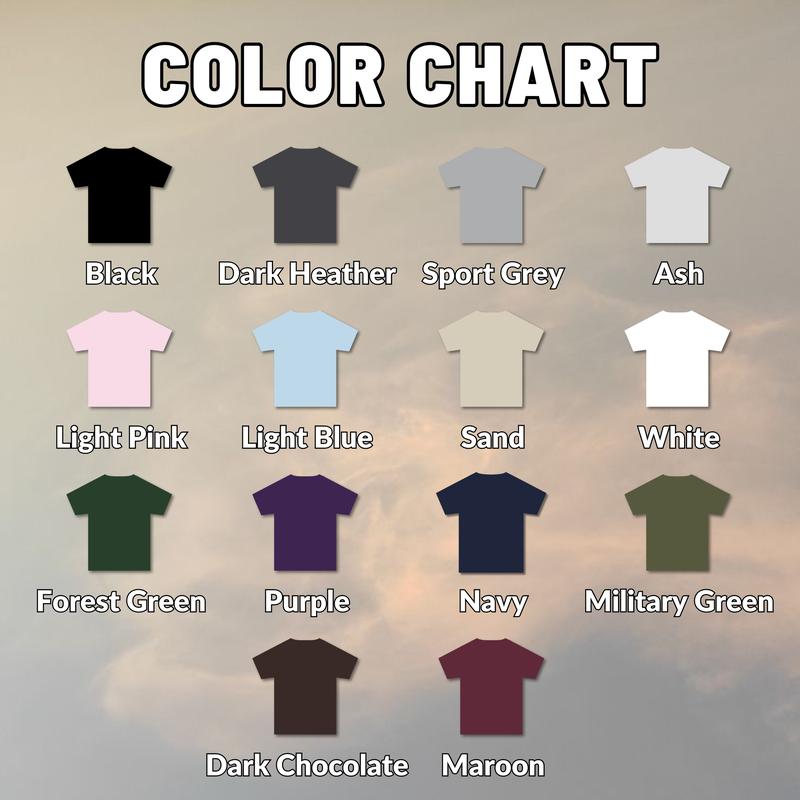 COLOR CHART
Black Dark Heather Sport Grey Ash
Light Pink Light Blue Sand White
Forest Green Purple Navy Military Green
Dark Chocolate Maroon